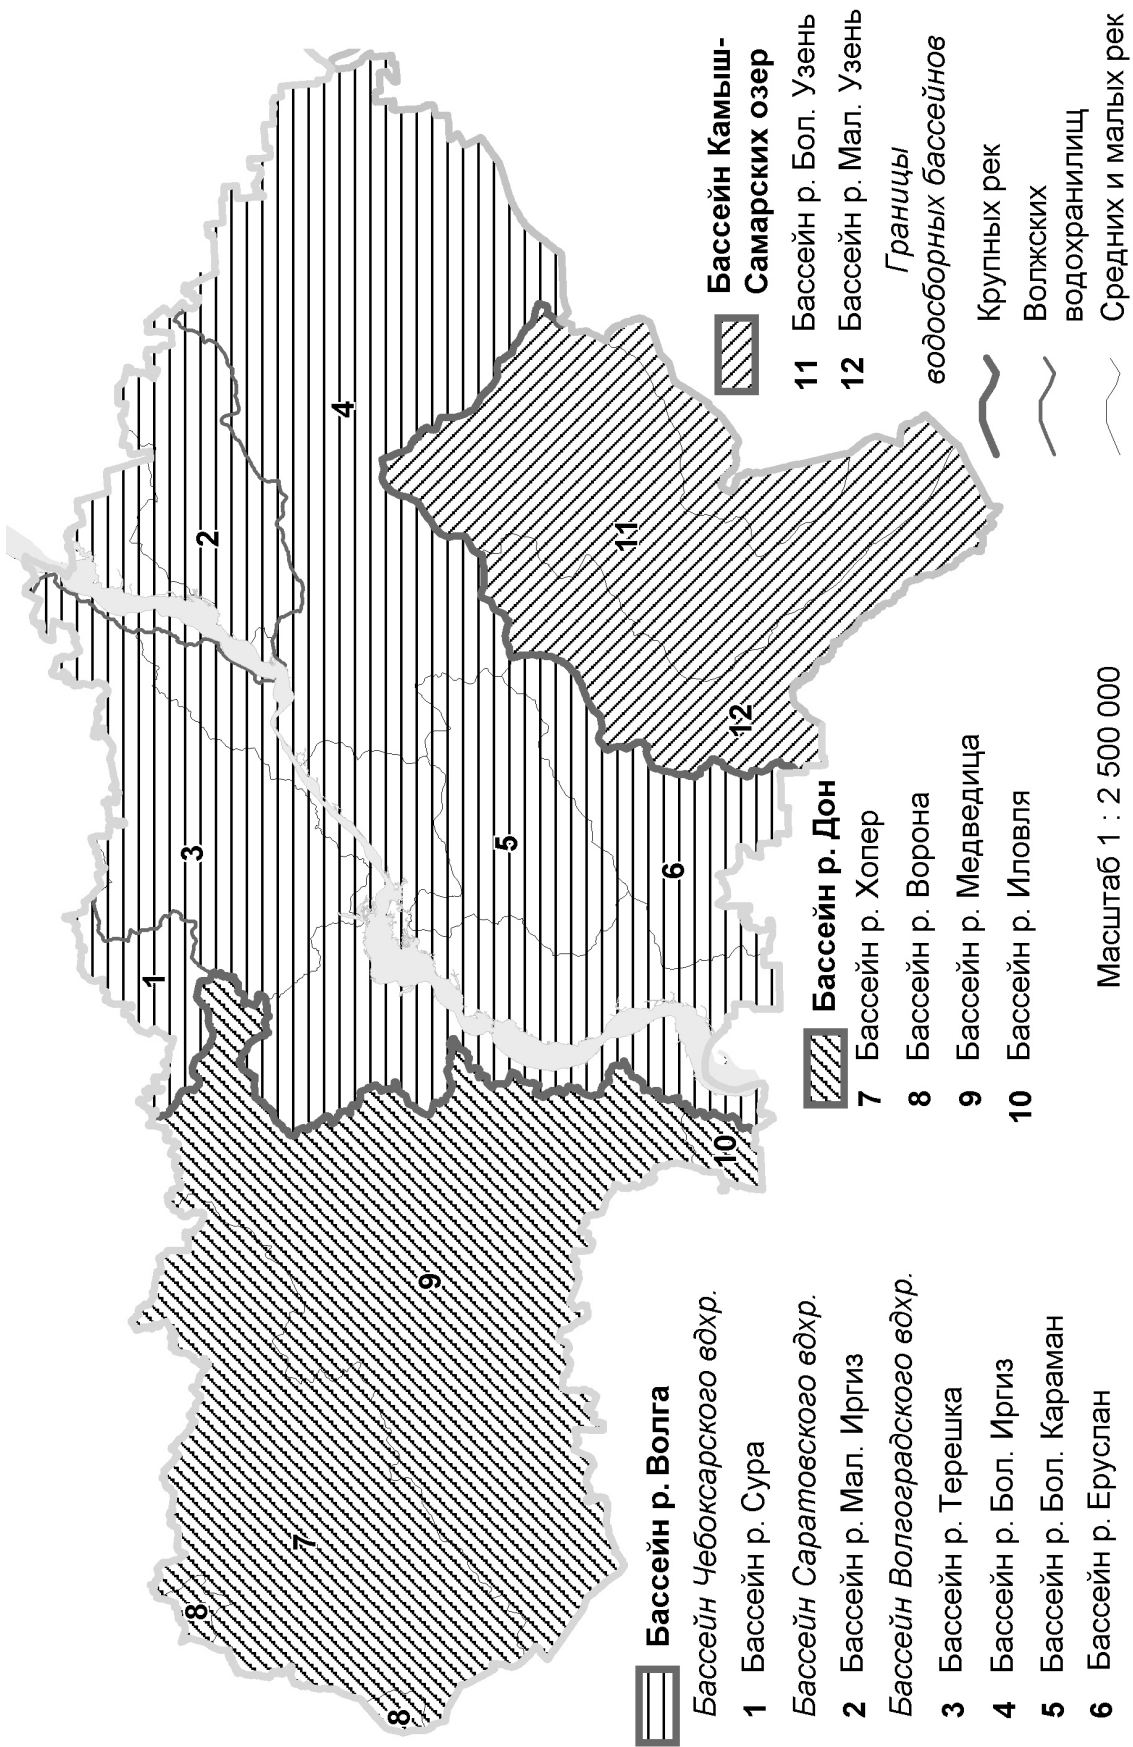 1
2
3
4
5
6
7
8
8
9
10
11
12
Бассейн р. Волга
Бассейн Чебоксарского вдхр.
1 Бассейн р. Сура
Бассейн Саратовского вдхр.
2 Бассейн р. Мал. Иргиз
Бассейн Волгоградского вдхр.
3 Бассейн р. Терешка
4 Бассейн р. Бол. Иргиз
5 Бассейн р. Бол. Караман
6 Бассейн р. Еруслан
Бассейн р. Дон
7 Бассейн р. Хопер
8 Бассейн р. Ворона
9 Бассейн р. Медведица
10 Бассейн р. Иловля
Масштаб 1 : 2 500 000
Бассейн Камыш-
Самарских озер
11 Бассейн р. Бол. Узень
12 Бассейн р. Мал. Узень
Границы
водосборных бассейнов
Крупных рек
Волжских
водохранилищ
Средних и малых рек